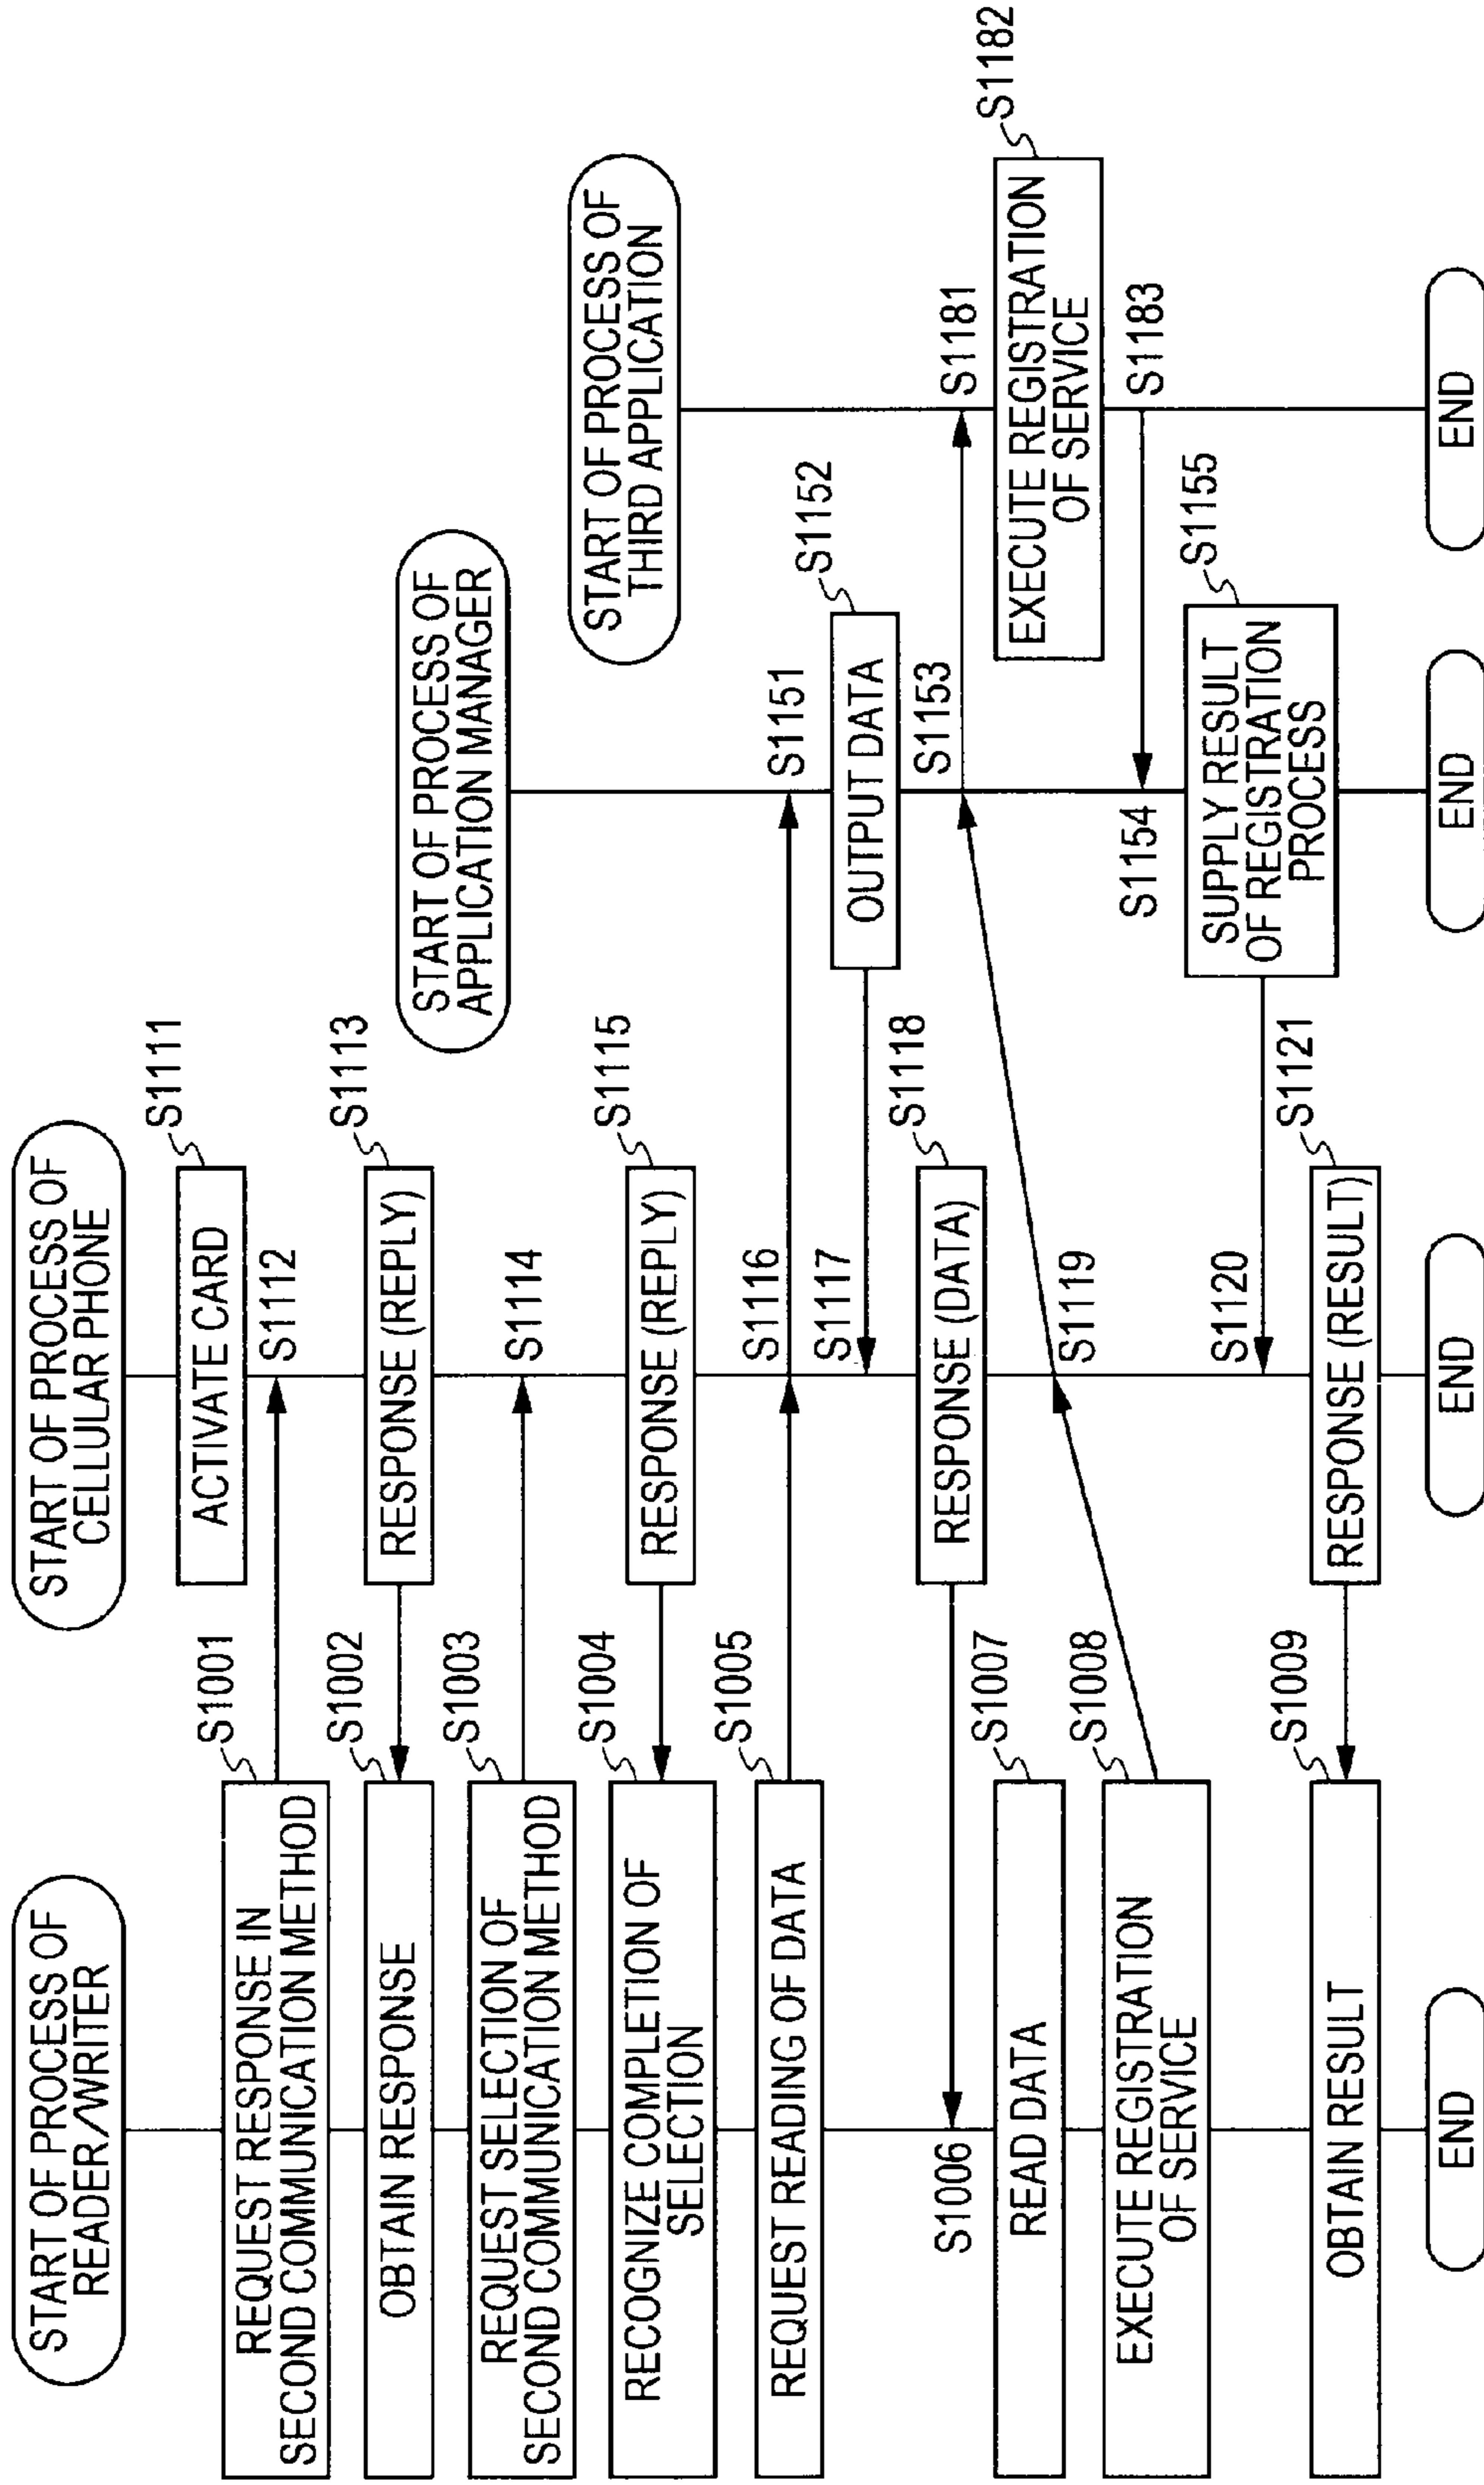 START OF PROCESS OF
READER/WRITER
REQUEST RESPONSE IN
SECOND COMMUNICATION METHOD
S1001
OBTAIN RESPONSE
S1002
REQUEST SELECTION OF
SECOND COMMUNICATION METHOD
S1003
RECOGNIZE COMPLETION OF
SELECTION
S1004
REQUEST READING OF DATA
S1005
S1006
READ DATA
S1007
EXECUTE REGISTRATION
OF SERVICE
S1008
OBTAIN RESULT
S1009
END
START OF PROCESS OF
CELLULAR PHONE
ACTIVATE CARD
S1111
S1112
RESPONSE (REPLY)
S1113
S1114
RESPONSE (REPLY)
S1115
S1116
S1117
RESPONSE (DATA)
S1118
S1119
S1120
RESPONSE (RESULT)
S1121
END
START OF PROCESS OF
APPLICATION MANAGER
S1151
OUTPUT DATA
S1152
S1153
S1154
SUPPLY RESULT
OF REGISTRATION
PROCESS
S1155
END
START OF PROCESS OF
THIRD APPLICATION
S1181
EXECUTE REGISTRATION
OF SERVICE
S1182
S1183
END